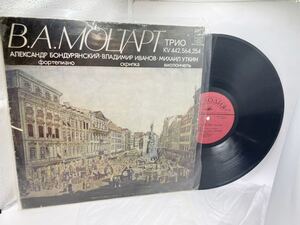 В.А.МОЦАРТ ТРИО
KV 442, 564, 254
АЛЕКСАНДР БОНДУРЯНСКИЙ·ВЛАДИМИР ИВАНОВ·МИХАИЛ УТКИН
фортепиано скрипка виолончель